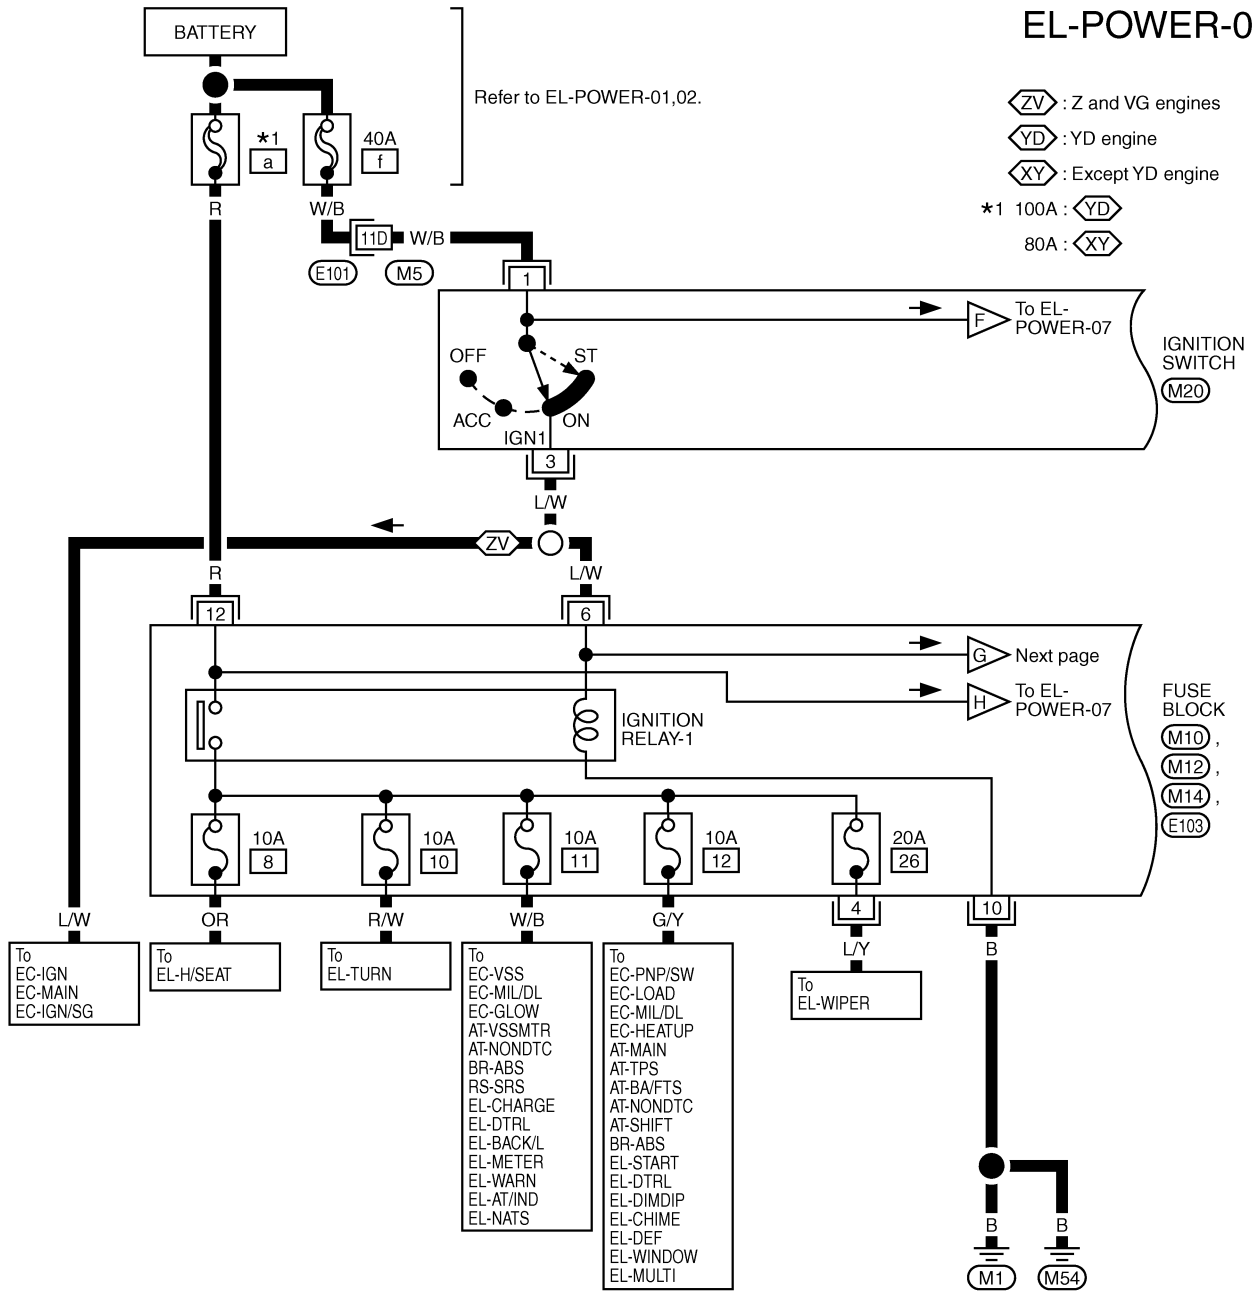 EL-POWER-0
BATTERY
Refer to EL-POWER-01,02.
ZV : Z and VG engines
YD : YD engine
XY : Except YD engine
*1 100A : YD
80A : XY
*1
a
40A
f
R
W/B
11D
W/B
E101
M5
1
F
To EL-
POWER-07
IGNITION
SWITCH
M20
OFF
ST
ACC
ON
IGN1
3
L/W
ZV
R
L/W
12
6
G
Next page
H
To EL-
POWER-07
IGNITION
RELAY-1
FUSE
BLOCK
M10 ,
M12 ,
M14 ,
E103
10A
8
10A
10
10A
11
10A
12
20A
26
4
10
L/W
OR
R/W
W/B
G/Y
L/Y
B
To
EC-IGN
EC-MAIN
EC-IGN/SG
To
EL-H/SEAT
To
EL-TURN
To
EC-VSS
EC-MIL/DL
EC-GLOW
AT-VSSMTR
AT-NONDTC
BR-ABS
RS-SRS
EL-CHARGE
EL-DTRL
EL-BACK/L
EL-METER
EL-WARN
EL-AT/IND
EL-NATS
To
EC-PNP/SW
EC-LOAD
EC-MIL/DL
EC-HEATUP
AT-MAIN
AT-TPS
AT-BA/FTS
AT-NONDTC
AT-SHIFT
BR-ABS
EL-START
EL-DTRL
EL-DIMDIP
EL-CHIME
EL-DEF
EL-WINDOW
EL-MULTI
To
EL-WIPER
B
B
M1
M54